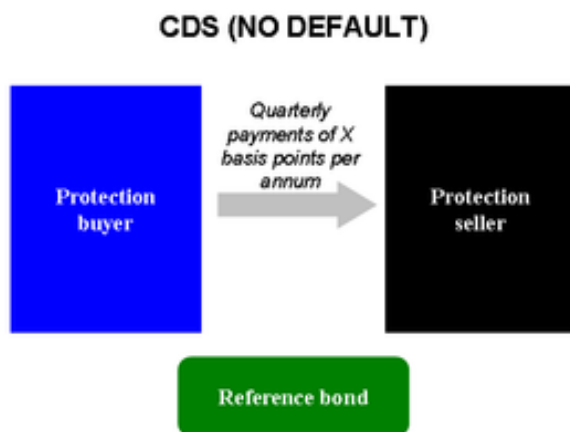 CDS (NO DEFAULT)
Quarterly
payments of X
basis points per
annum
Protection
buyer
Protection
seller
Reference bond